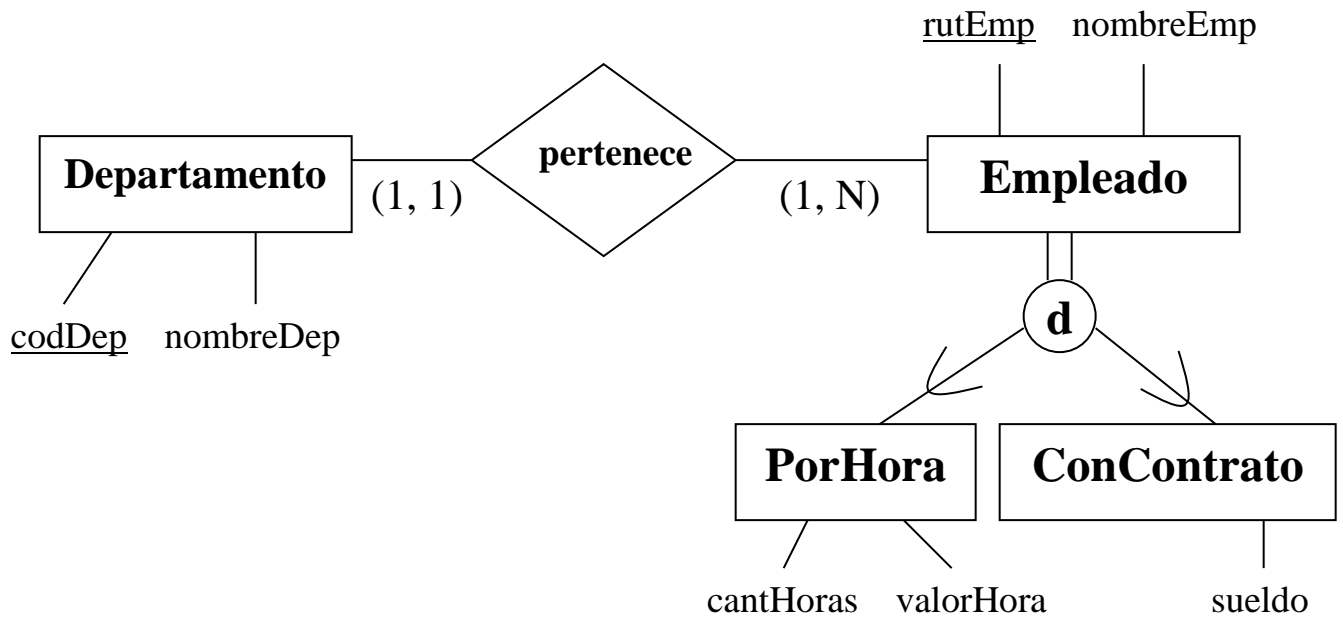 rutEmp nombreEmp
Departamento pertenece Empleado
(1, 1) (1, N)
codDep nombreDep
d
PorHora ConContrato
cantHoras valorHora sueldo